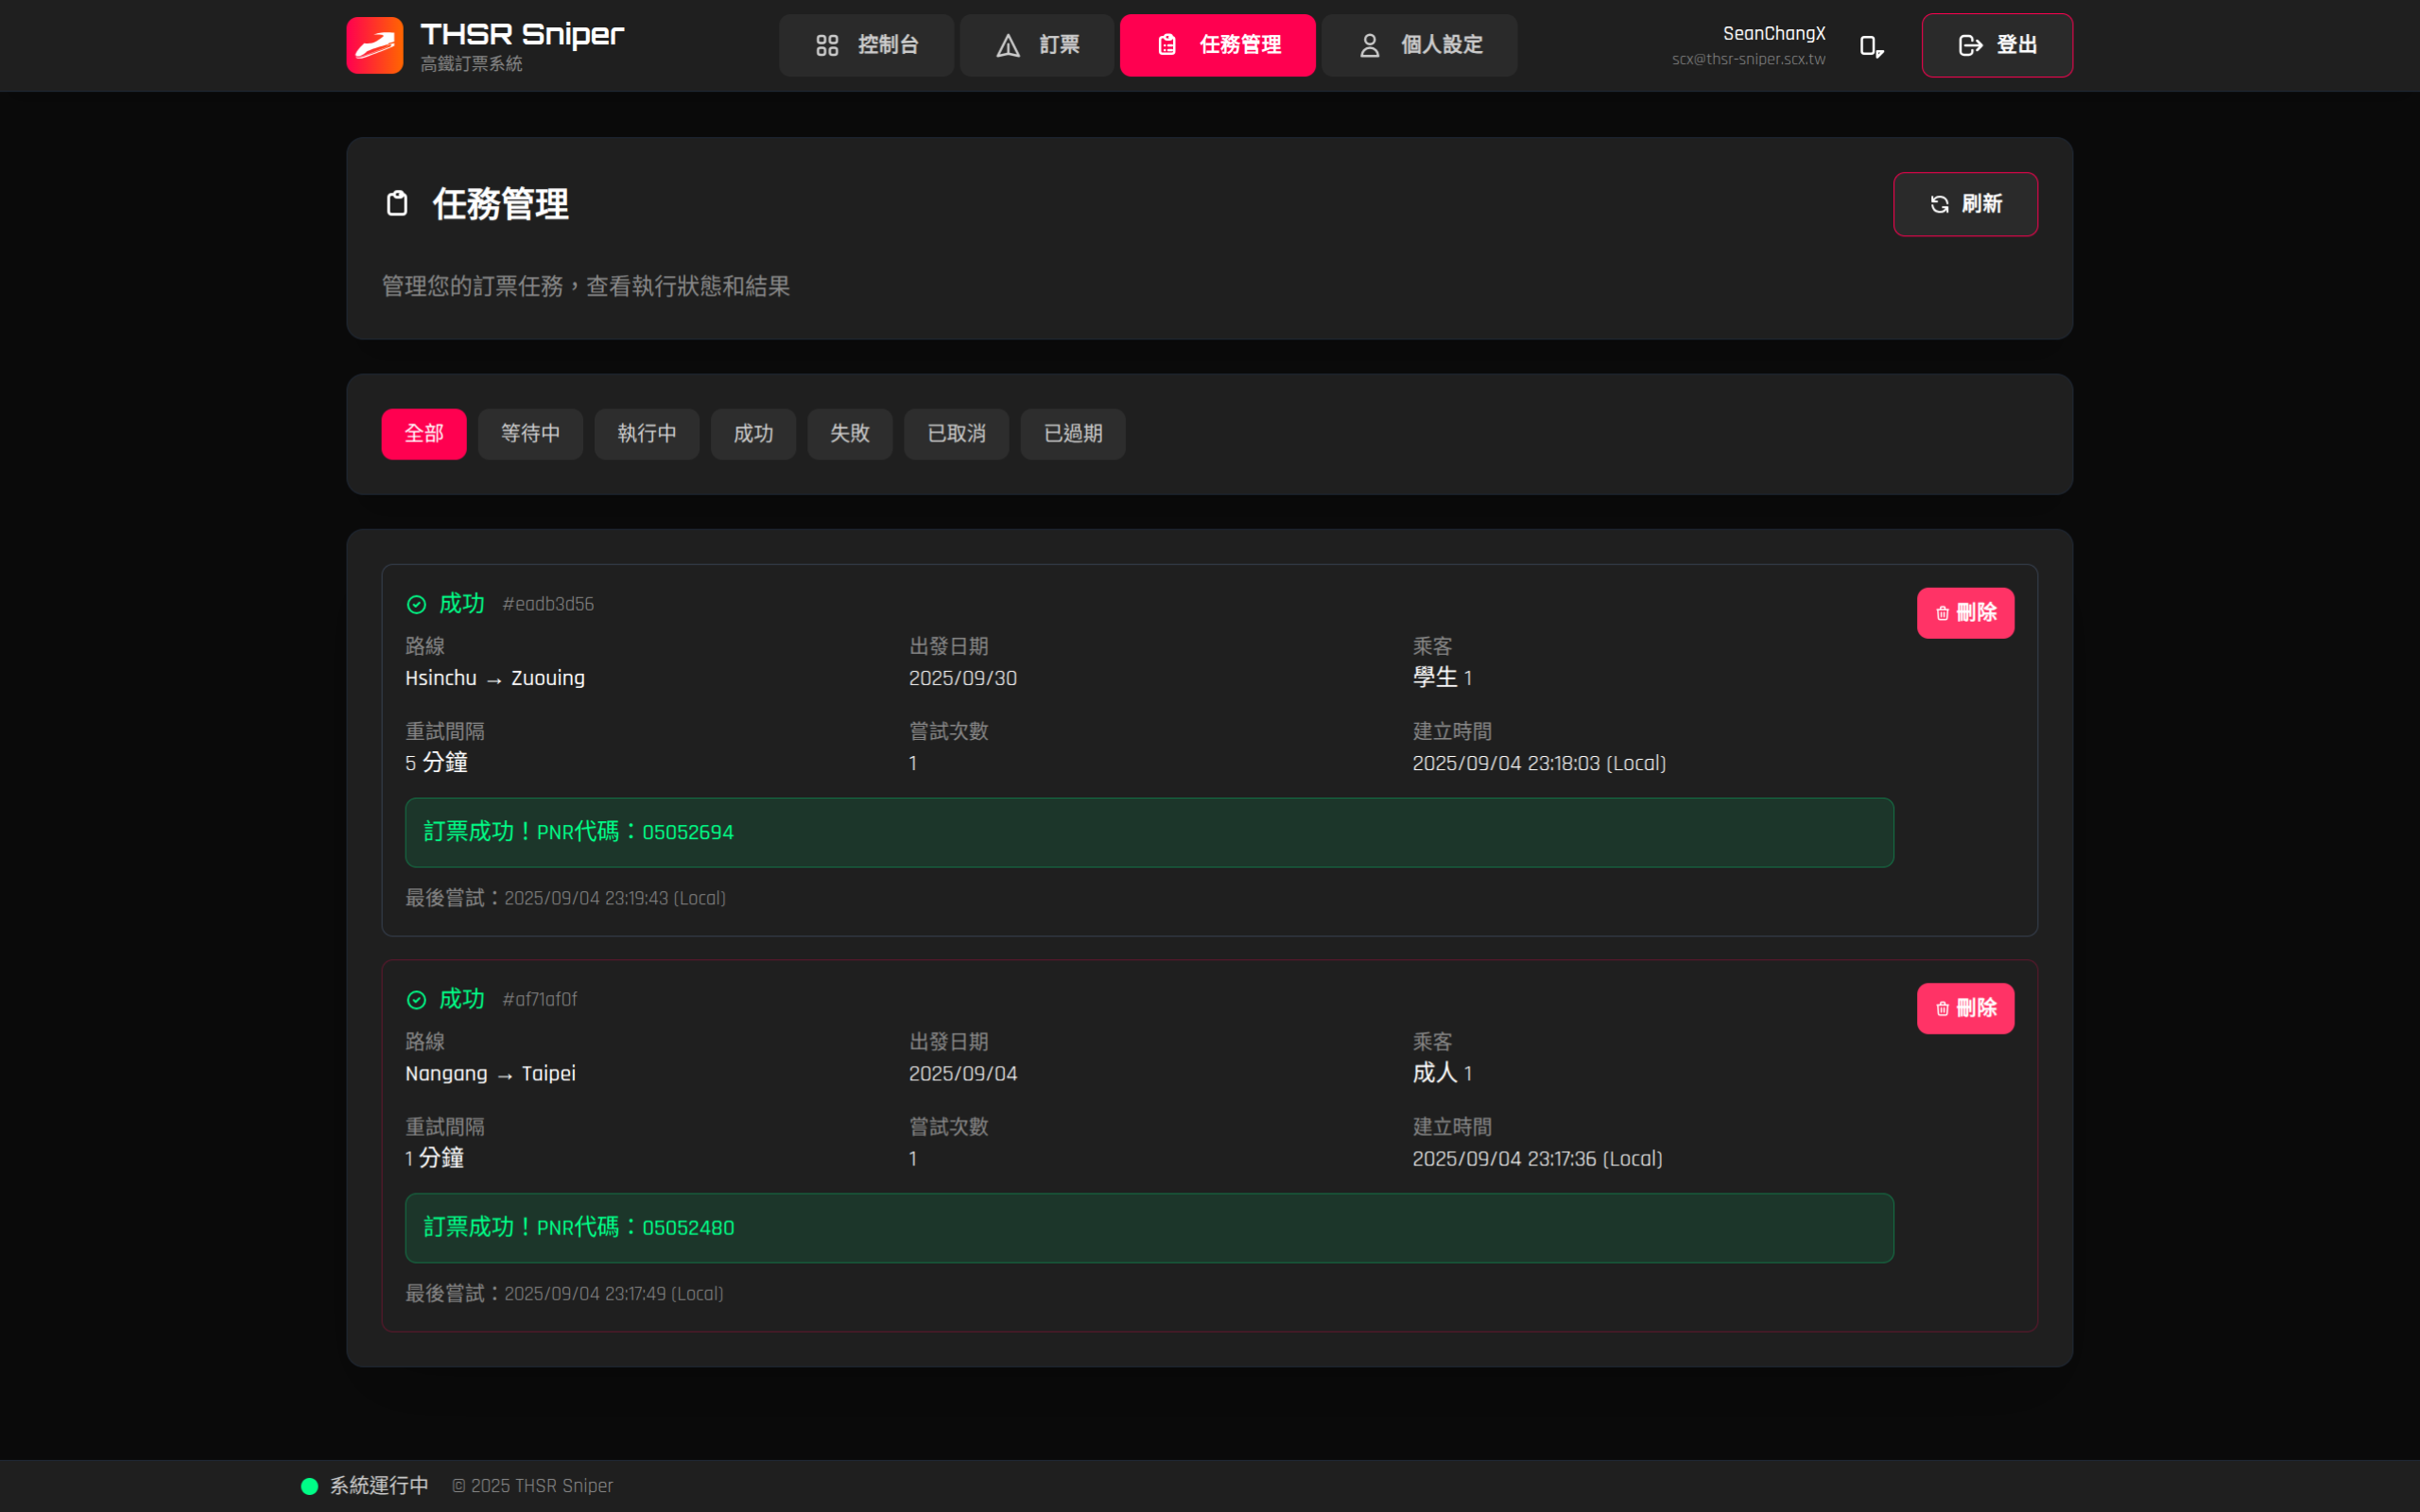 THSR Sniper
高鐵訂票系統
控制台
訂票
任務管理
個人設定
SeanChangX
scx@thsr-sniper.scx.tw
登出
任務管理
刷新
管理您的訂票任務，查看執行狀態和結果
全部 等待中 執行中 成功 失敗 已取消 已過期
成功 #eadb3d56
刪除
路線 出發日期 乘客
Hsinchu → Zuouing 2025/09/30 學生 1
重試間隔 嘗試次數 建立時間
5 分鐘 1 2025/09/04 23:18:03 (Local)
訂票成功！PNR代碼：05052694
最後嘗試：2025/09/04 23:19:43 (Local)
成功 #af71af0f
刪除
路線 出發日期 乘客
Nangang → Taipei 2025/09/04 成人 1
重試間隔 嘗試次數 建立時間
1 分鐘 1 2025/09/04 23:17:36 (Local)
訂票成功！PNR代碼：05052480
最後嘗試：2025/09/04 23:17:49 (Local)
系統運行中 © 2025 THSR Sniper